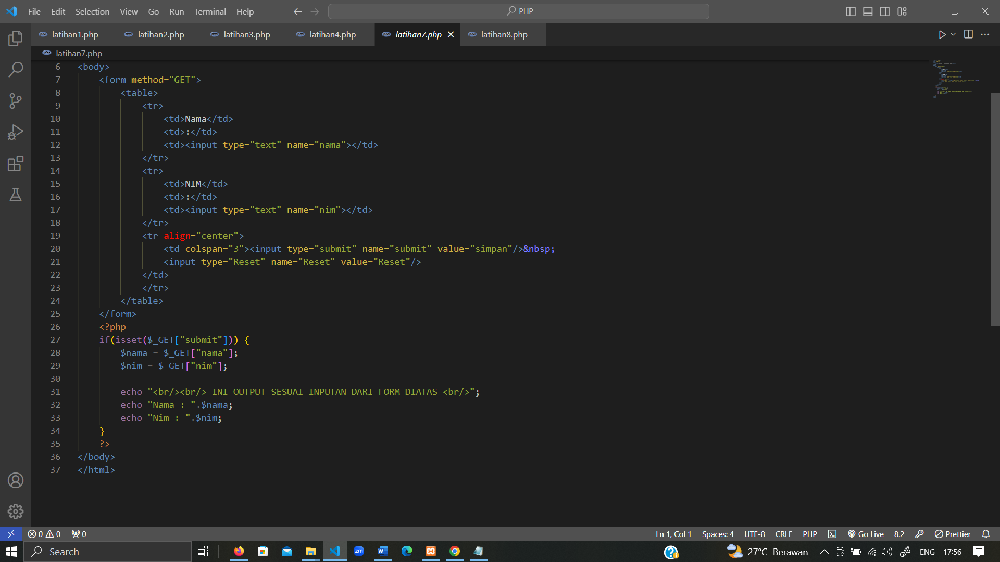 File Edit Selection View Go Run Terminal Help
PHP
latihan1.php latihan2.php latihan3.php latihan4.php latihan7.php latihan8.php
latihan7.php
6 <body>
7 <form method="GET">
8 <table>
9 <tr>
10 <td>Nama</td>
11 <td>:</td>
12 <td><input type="text" name="nama"></td>
13 </tr>
14 <tr>
15 <td>NIM</td>
16 <td>:</td>
17 <td><input type="text" name="nim"></td>
18 </tr>
19 <tr align="center">
20 <td colspan="3"><input type="submit" name="submit" value="simpan"/>&nbsp;
21 <input type="Reset" name="Reset" value="Reset"/>
22 </td>
23 </tr>
24 </table>
25 </form>
26 <?php
27 if(isset($_GET["submit"])) {
28 $nama = $_GET["nama"];
29 $nim = $_GET["nim"];
30
31 echo "<br/><br/> INI OUTPUT SESUAI INPUTAN DARI FORM DIATAS <br/>";
32 echo "Nama : ".$nama;
33 echo "Nim : ".$nim;
34 }
35 ?>
36 </body>
37 </html>
0 0 0 Ln 1, Col 1 Spaces: 4 UTF-8 CRLF PHP Go Live 8.2 Prettier
Search zm 27°C Berawan ENG 17:56